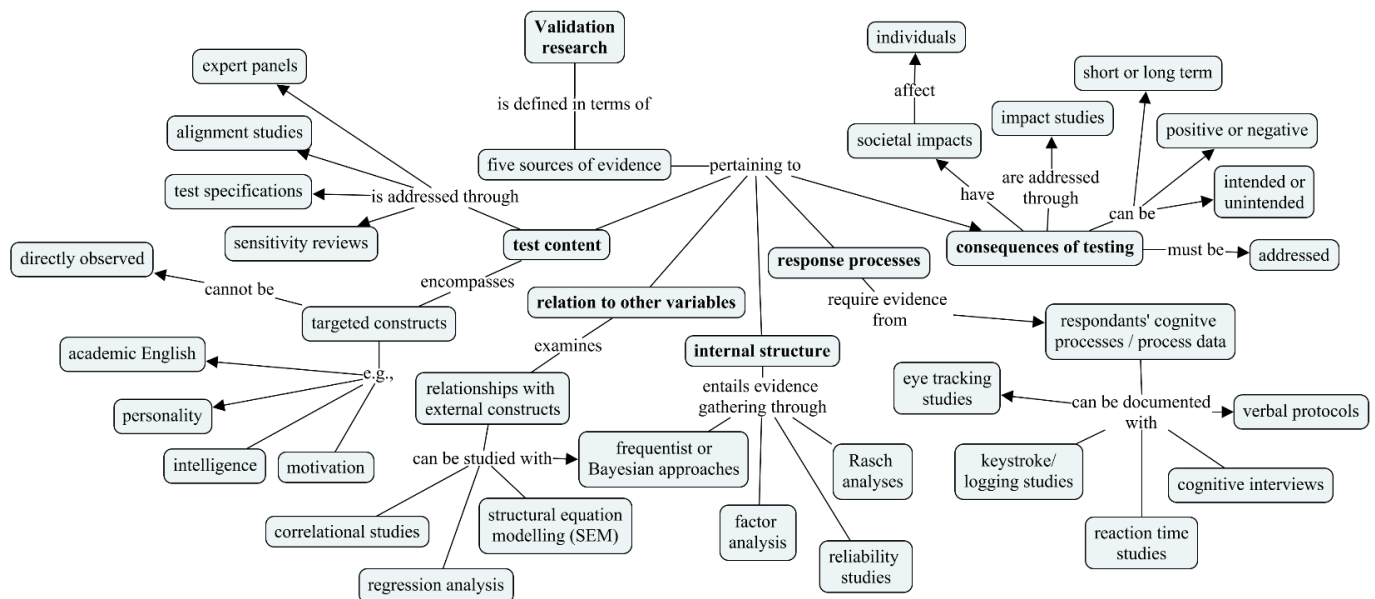 Validation
research
is defined in terms of
five sources of evidence
pertaining to
expert panels
alignment studies
test specifications
sensitivity reviews
is addressed through
test content
encompasses
targeted constructs
cannot be
directly observed
e.g.,
academic English
personality
intelligence
motivation
relation to other variables
examines
relationships with
external constructs
can be studied with
correlational studies
regression analysis
structural equation
modelling (SEM)
frequentist or
Bayesian approaches
internal structure
entails evidence
gathering through
factor
analysis
reliability
studies
Rasch
analyses
response processes
require evidence
from
respondants' cognitve
processes / process data
can be documented
with
eye tracking
studies
keystroke/
logging studies
reaction time
studies
cognitive interviews
verbal protocols
consequences of testing
have
societal impacts
affect
individuals
are addressed
through
impact studies
can be
short or long term
positive or negative
intended or
unintended
must be
addressed